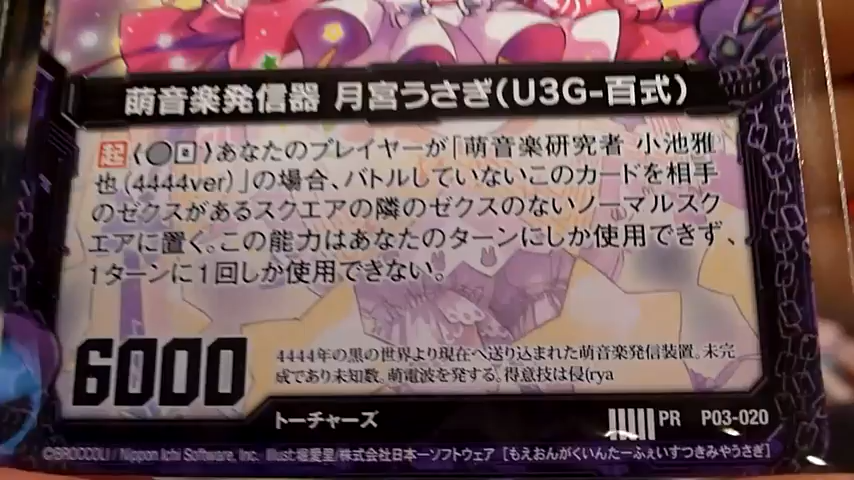 萌音楽発信器 月宮うさぎ(U3G-百式)
起《●回》あなたのプレイヤーが「萌音楽研究者 小池雅
也(4444ver)」の場合、バトルしていないこのカードを相手
のゼクスがあるスクエアの隣のゼクスのないノーマルスク
エアに置く。この能力はあなたのターンにしか使用できず、
1ターンに1回しか使用できない。
6000
4444年の黒の世界より現在へ送り込まれた萌音楽発信装置。未完
成であり未知数。萌電波を発する。得意技は侵(rya
トーチャーズ
PR P03-020
©BROCCOLI / Nippon Ichi Software, Inc. Illust:堀愛里/株式会社日本一ソフトウェア [もえおんがくいんたーふぇいすつきみやうさぎ]